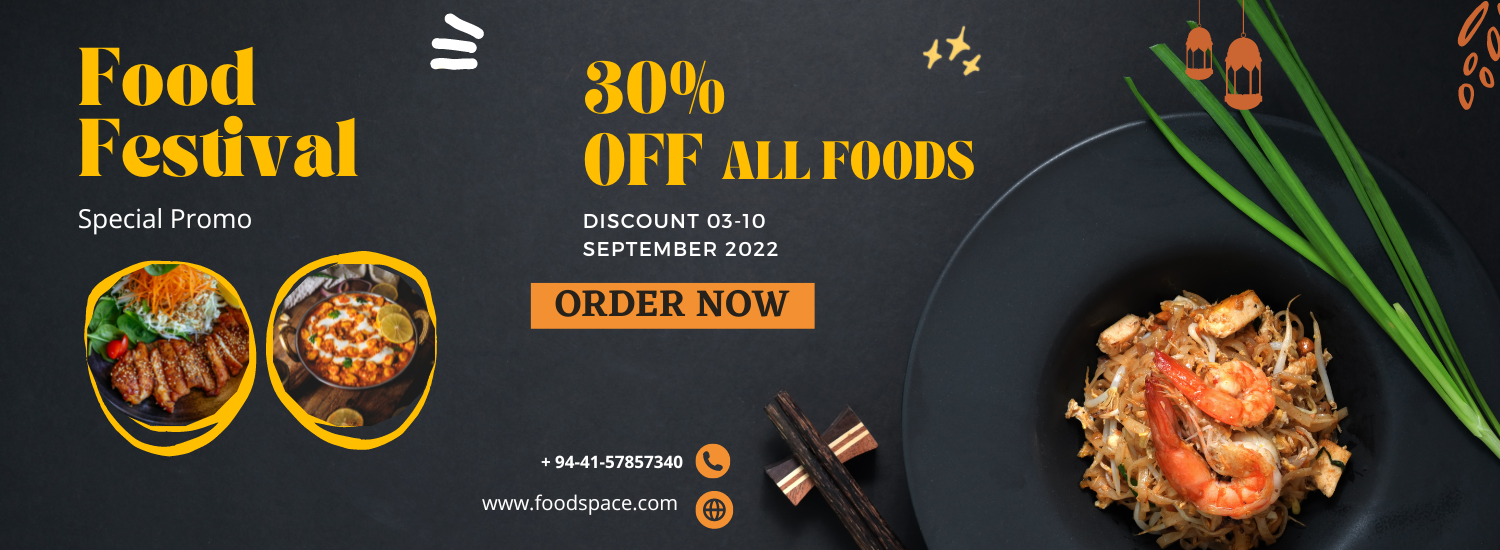 Food
Festival
Special Promo
30%
OFF ALL FOODS
DISCOUNT 03-10
SEPTEMBER 2022
ORDER NOW
+ 94-41-57857340
www.foodspace.com